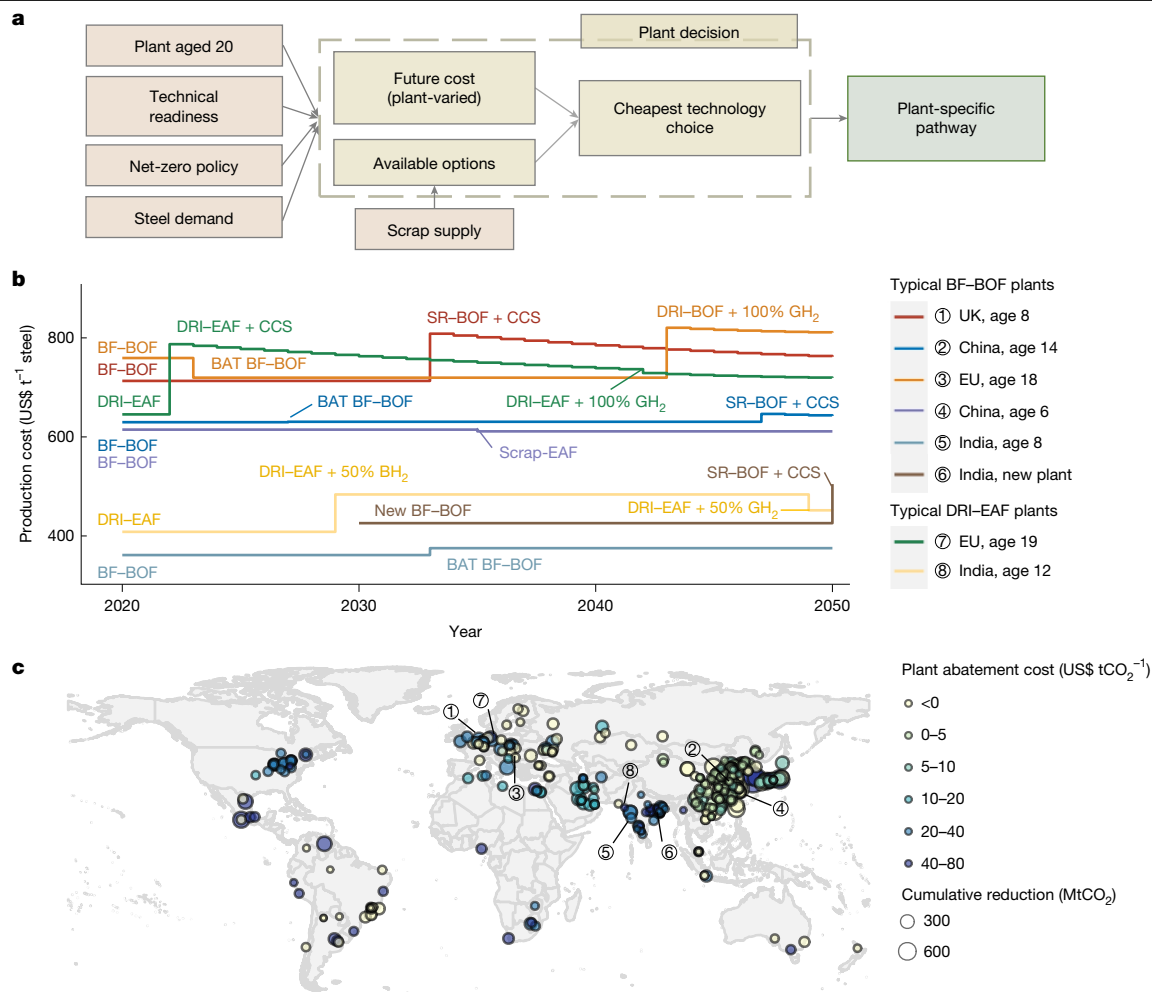 a
Plant aged 20
Technical
readiness
Net-zero policy
Steel demand
Future cost
(plant-varied)
Available options
Scrap supply
Plant decision
Cheapest technology
choice
Plant-specific
pathway
b
Production cost (US$ t⁻¹ steel)
800
600
400
2020
2030
2040
2050
Year
BF–BOF
BF–BOF
DRI–EAF
BF–BOF
BF–BOF
DRI–EAF
BF–BOF
DRI–EAF + CCS
BAT BF–BOF
BAT BF–BOF
SR–BOF + CCS
DRI–BOF + 100% GH₂
DRI–EAF + 100% GH₂
SR–BOF + CCS
Scrap-EAF
DRI–EAF + 50% BH₂
SR–BOF + CCS
New BF–BOF
DRI–EAF + 50% GH₂
BAT BF–BOF
Typical BF–BOF plants
① UK, age 8
② China, age 14
③ EU, age 18
④ China, age 6
⑤ India, age 8
⑥ India, new plant
Typical DRI–EAF plants
⑦ EU, age 19
⑧ India, age 12
c
①
⑦
③
②
⑧
④
⑤
⑥
Plant abatement cost (US$ tCO₂⁻¹)
<0
0–5
5–10
10–20
20–40
40–80
Cumulative reduction (MtCO₂)
300
600